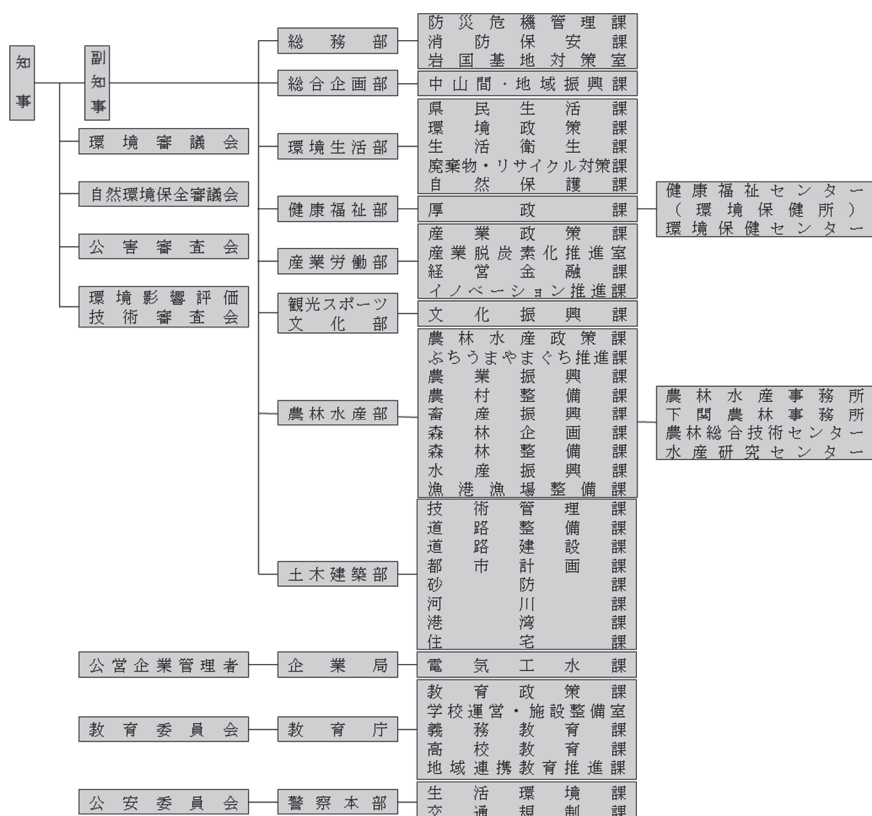 知事
副知事
環境審議会
自然環境保全審議会
公害審査会
環境影響評価
技術審査会
総務部
防災危機管理課
消防保安課
岩国基地対策室
総合企画部
中山間・地域振興課
環境生活部
県民生活課
環境政策課
生活衛生課
廃棄物・リサイクル対策課
自然保護課
健康福祉部
厚政課
健康福祉センター
（環境保健所）
環境保健センター
産業労働部
産業政策課
産業脱炭素化推進室
経営金融課
イノベーション推進課
観光スポーツ
文化部
文化振興課
農林水産部
農林水産政策課
ぶちうまやまぐち推進課
農業振興課
農村整備課
畜産振興課
森林企画課
森林整備課
水産振興課
漁港漁場整備課
農林水産事務所
下関農林事務所
農林総合技術センター
水産研究センター
土木建築部
技術管理課
道路整備課
道路建設課
都市計画課
砂防課
河川課
港湾課
住宅課
公営企業管理者
企業局
電気工水課
教育委員会
教育庁
教育政策課
学校運営・施設整備室
義務教育課
高校教育課
地域連携教育推進課
公安委員会
警察本部
生活環境課
交通規制課